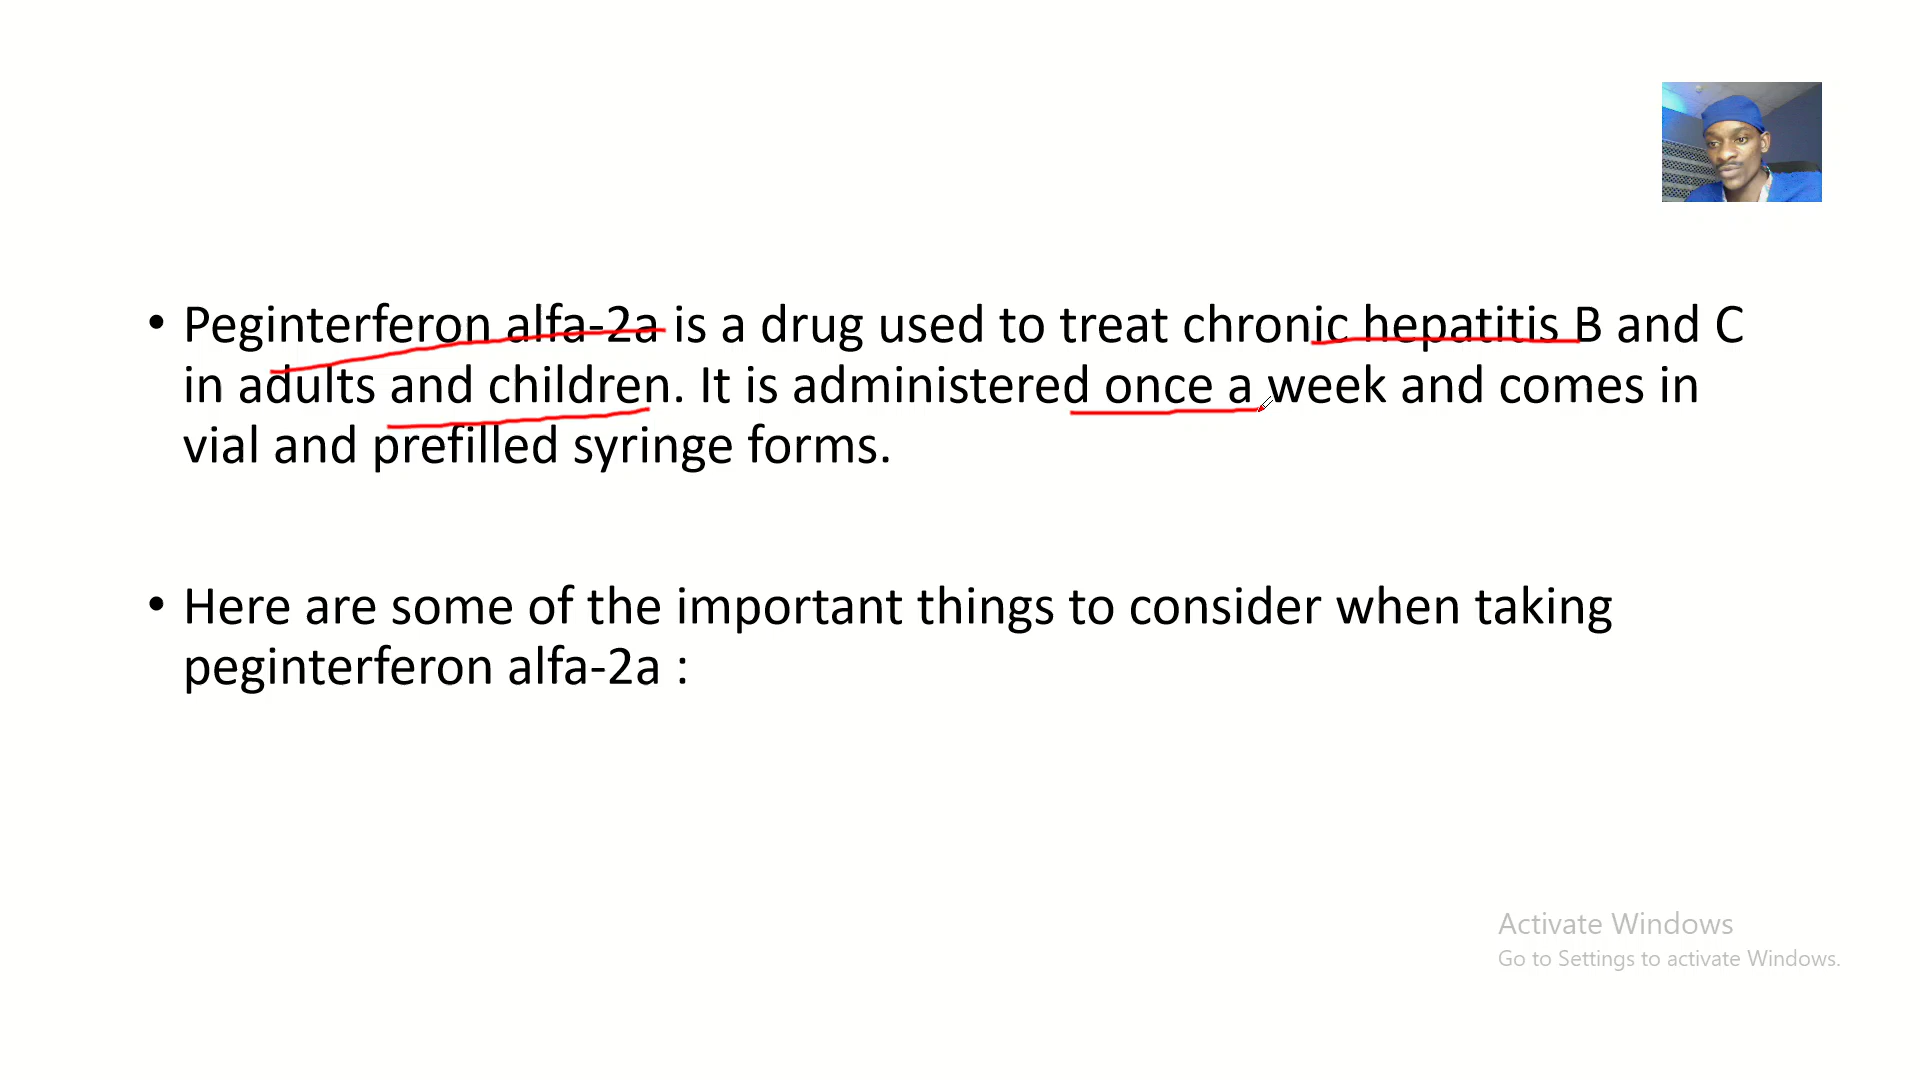 • Peginterferon alfa-2a is a drug used to treat chronic hepatitis B and C
in adults and children. It is administered once a week and comes in
vial and prefilled syringe forms.
• Here are some of the important things to consider when taking
peginterferon alfa-2a :
Activate Windows
Go to Settings to activate Windows.